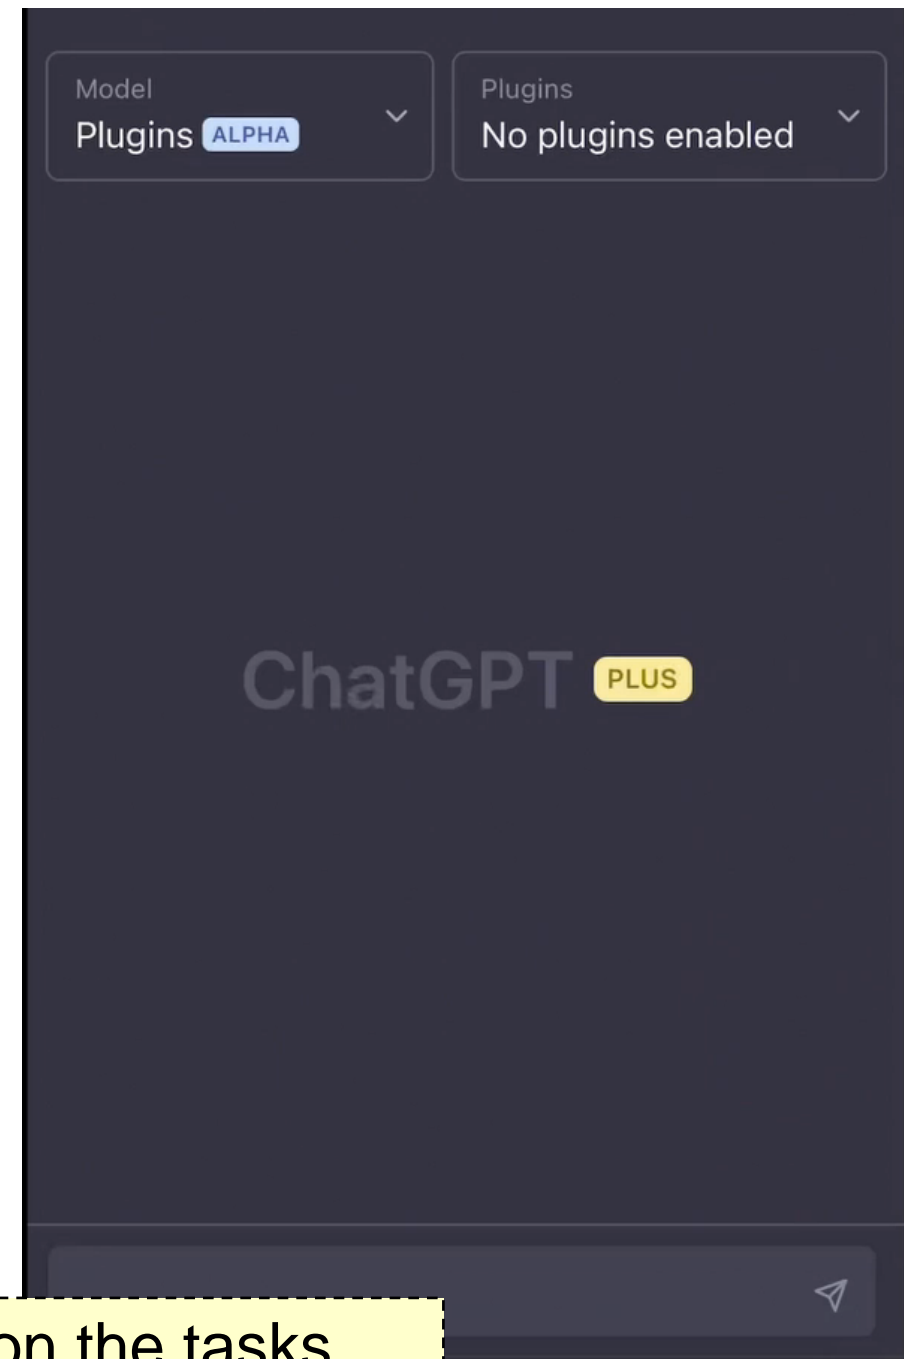 Model
Plugins ALPHA
Plugins
No plugins enabled
ChatGPT PLUS
on the tasks